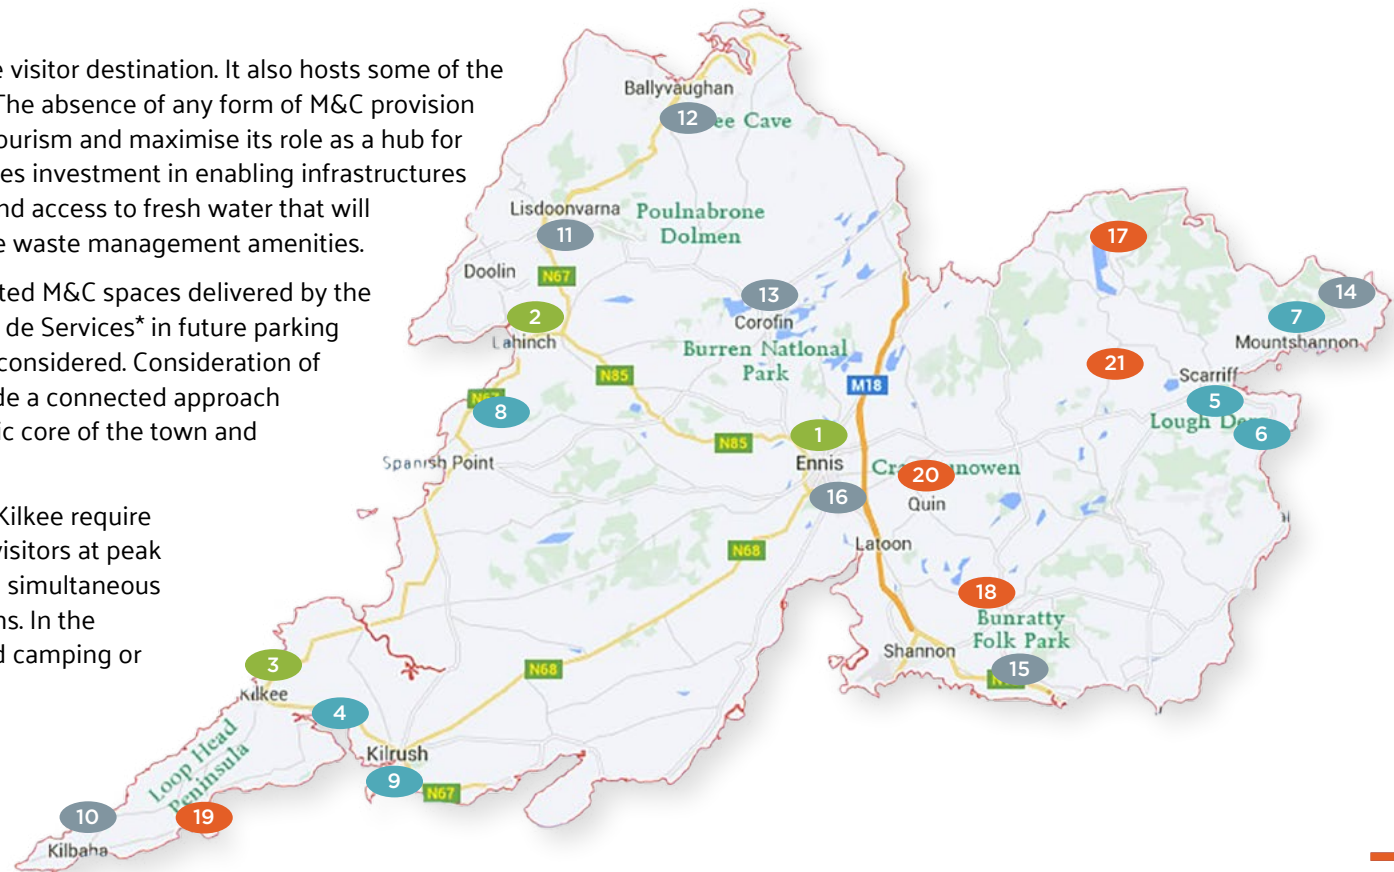 e visitor destination. It also hosts some of the
The absence of any form of M&C provision
ourism and maximise its role as a hub for
es investment in enabling infrastructures
nd access to fresh water that will
e waste management amenities.
ted M&C spaces delivered by the
de Services* in future parking
considered. Consideration of
de a connected approach
ic core of the town and
Kilkee require
visitors at peak
simultaneous
ns. In the
d camping or
Ballyvaughan
12
ee Cave
Lisdoonvarna
11
Poulnabrone
Dolmen
Doolin
N67
13
Corofin
2
Lahinch
Burren National
Park
N85
M18
N67
8
N85
1
Ennis
Spanish Point
16
Cra
unowen
20
Quin
Latoon
N68
18
Bunratty
Folk Park
Shannon
15
N
17
14
7
Mountshannon
21
Scarriff
5
Lough De
6
3
Kilkee
N68
4
Kilrush
9
N67
Loop Head
Peninsula
10
19
Kilbaha